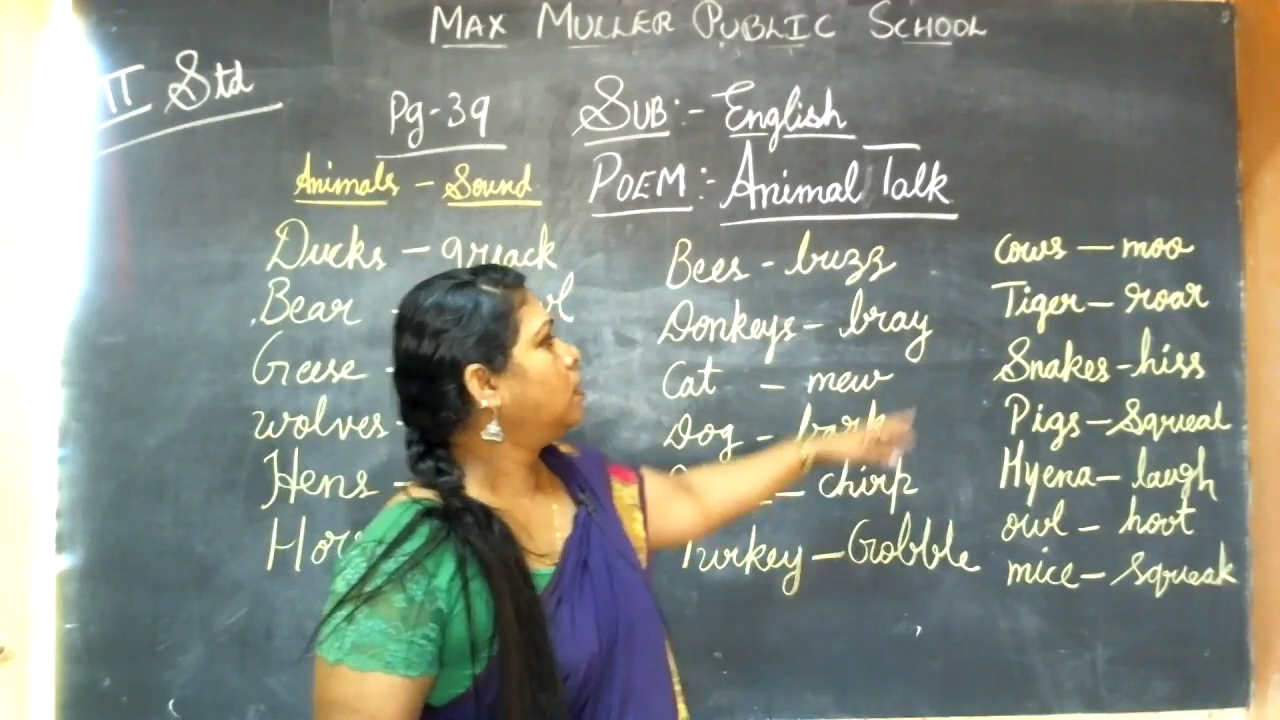 MAX MULLER PUBLIC SCHOOL
II Std
Pg-39
SUB:- English
POEM:- Animal Talk
Animals - Sound
Ducks - quack
Bear -
Geese -
wolves -
Hens -
Bees - buzz
Donkeys - bray
Cat - mew
Dog - bark
- chirp
Turkey - Gobble
cows - moo
Tiger - roar
Snakes - hiss
Pigs - Squeal
Hyena - laugh
owl - hoot
mice - Squeak